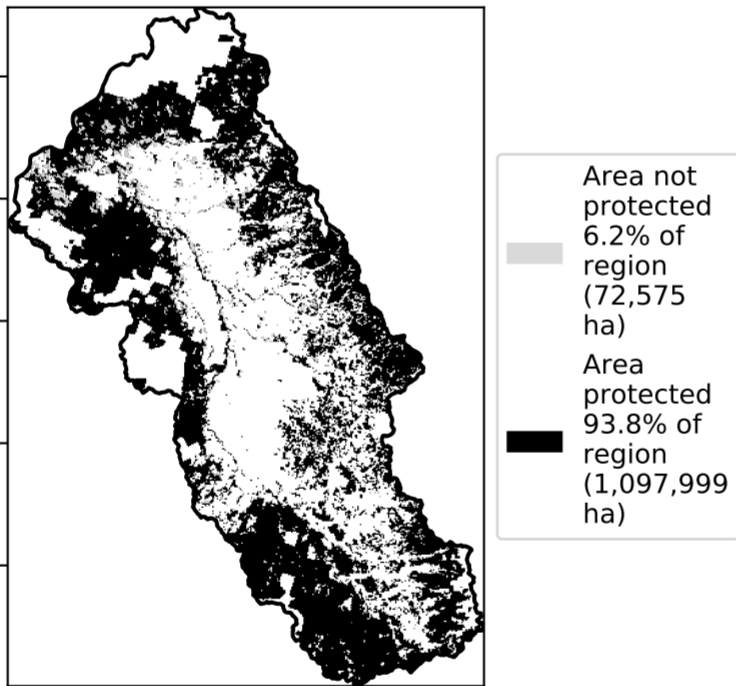 Area not
protected
6.2% of
region
(72,575
ha)
Area
protected
93.8% of
region
(1,097,999
ha)